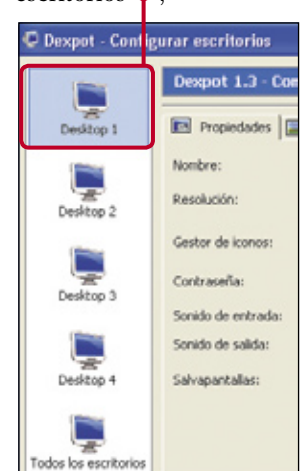 Dexpot - Configurar escritorios
Desktop 1
Desktop 2
Desktop 3
Desktop 4
Todos los escritorios
Dexpot 1.3 -
Propiedades
Nombre:
Resolución:
Gestor de iconos:
Contraseña:
Sonido de entrada:
Sonido de salida:
Salvapantallas: